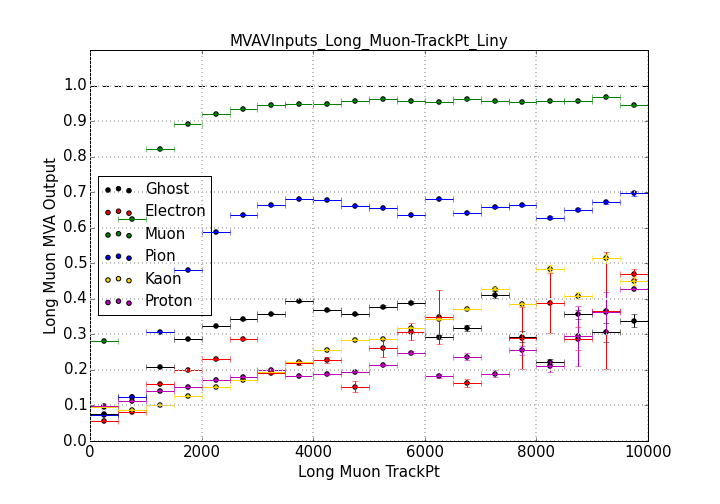 MVAVInputs_Long_Muon-TrackPt_Liny
Long Muon MVA Output
1.0
0.9
0.8
0.7
0.6
0.5
0.4
0.3
0.2
0.1
0.0
Ghost
Electron
Muon
Pion
Kaon
Proton
0 2000 4000 6000 8000 10000
Long Muon TrackPt